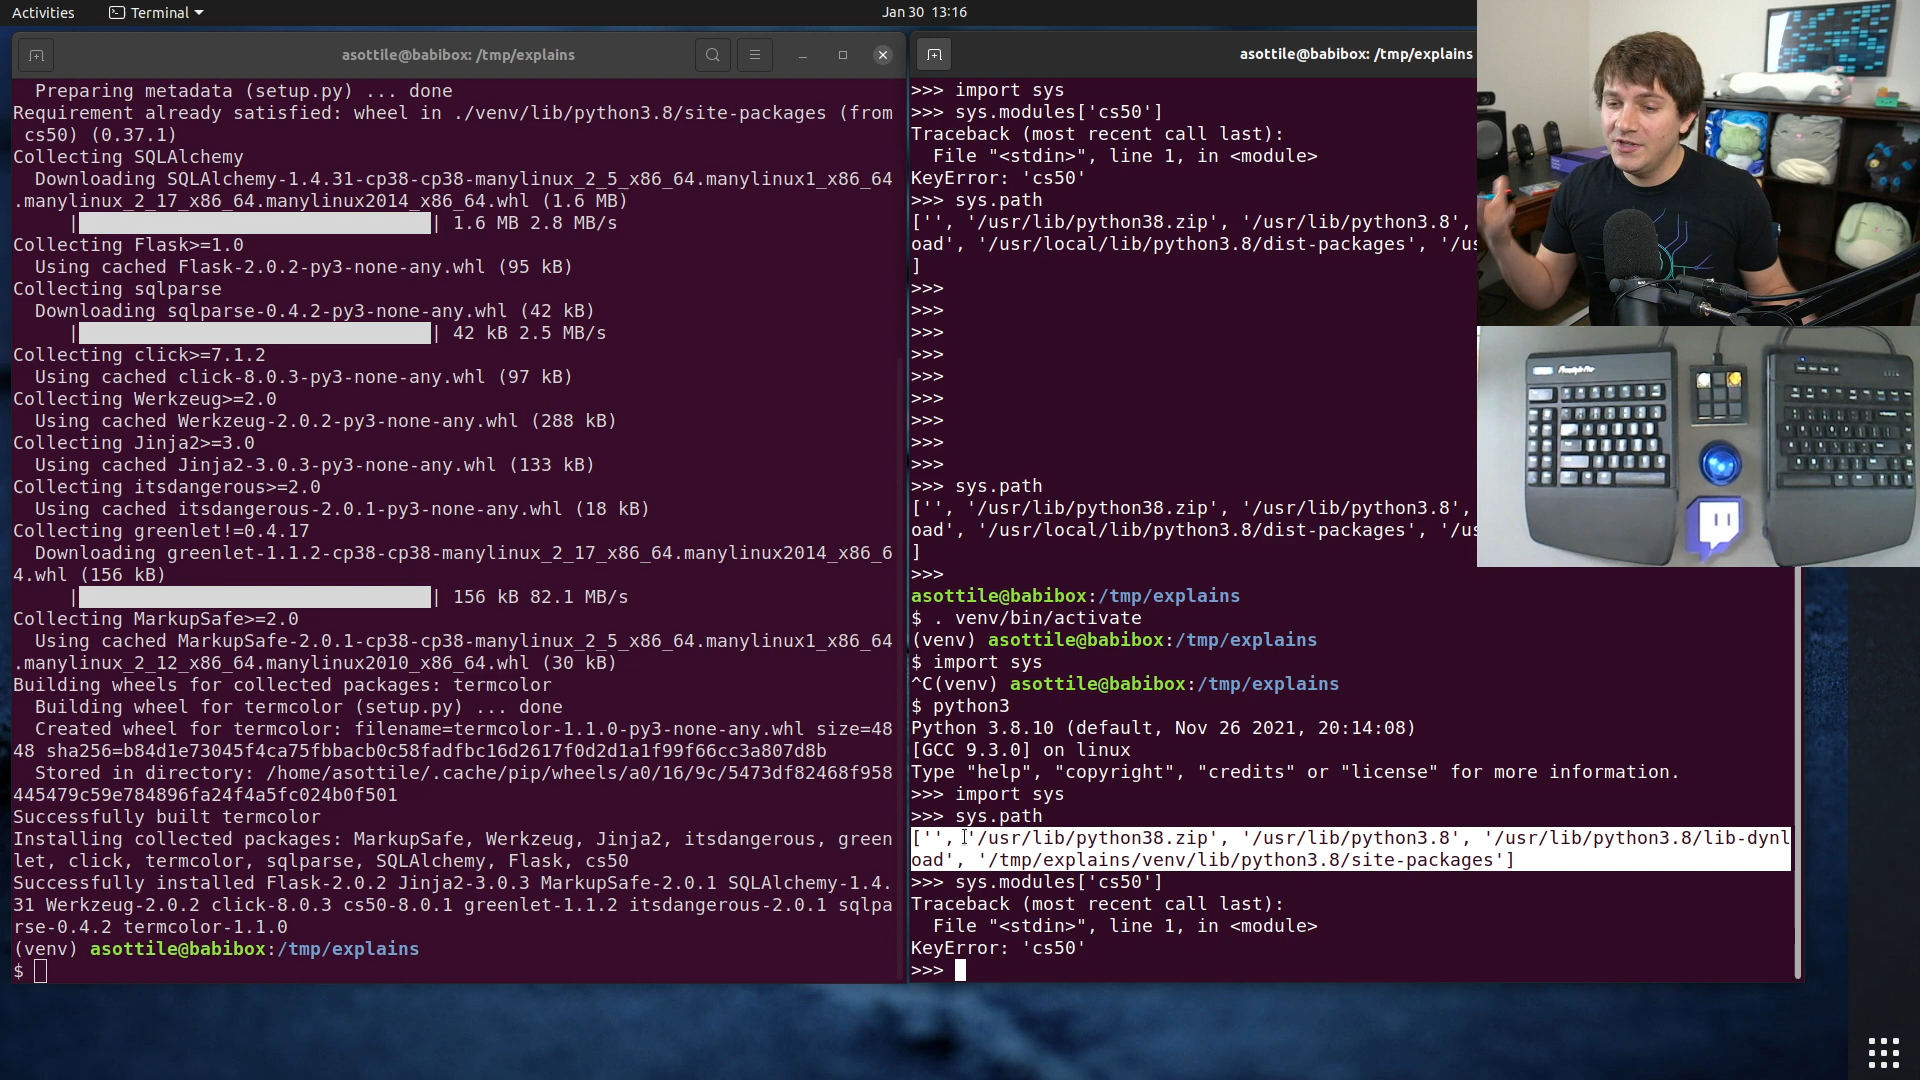 Activities
Terminal
Jan 30 13:16
asottile@babibox: /tmp/explains
Preparing metadata (setup.py) ... done
Requirement already satisfied: wheel in ./venv/lib/python3.8/site-packages (from
cs50) (0.37.1)
Collecting SQLAlchemy
Downloading SQLAlchemy-1.4.31-cp38-cp38-manylinux_2_5_x86_64.manylinux1_x86_64
.manylinux_2_17_x86_64.manylinux2014_x86_64.whl (1.6 MB)
| | 1.6 MB 2.8 MB/s
Collecting Flask>=1.0
Using cached Flask-2.0.2-py3-none-any.whl (95 kB)
Collecting sqlparse
Downloading sqlparse-0.4.2-py3-none-any.whl (42 kB)
| | 42 kB 2.5 MB/s
Collecting click>=7.1.2
Using cached click-8.0.3-py3-none-any.whl (97 kB)
Collecting Werkzeug>=2.0
Using cached Werkzeug-2.0.2-py3-none-any.whl (288 kB)
Collecting Jinja2>=3.0
Using cached Jinja2-3.0.3-py3-none-any.whl (133 kB)
Collecting itsdangerous>=2.0
Using cached itsdangerous-2.0.1-py3-none-any.whl (18 kB)
Collecting greenlet!=0.4.17
Downloading greenlet-1.1.2-cp38-cp38-manylinux_2_17_x86_64.manylinux2014_x86_6
4.whl (156 kB)
| | 156 kB 82.1 MB/s
Collecting MarkupSafe>=2.0
Using cached MarkupSafe-2.0.1-cp38-cp38-manylinux_2_5_x86_64.manylinux1_x86_64
.manylinux_2_12_x86_64.manylinux2010_x86_64.whl (30 kB)
Building wheels for collected packages: termcolor
Building wheel for termcolor (setup.py) ... done
Created wheel for termcolor: filename=termcolor-1.1.0-py3-none-any.whl size=48
48 sha256=b84d1e73045f4ca75fbbacb0c58fadfbc16d2617f0d2d1a1f99f66cc3a807d8b
Stored in directory: /home/asottile/.cache/pip/wheels/a0/16/9c/5473df82468f958
445479c59e784896fa24f4a5fc024b0f501
Successfully built termcolor
Installing collected packages: MarkupSafe, Werkzeug, Jinja2, itsdangerous, green
let, click, termcolor, sqlparse, SQLAlchemy, Flask, cs50
Successfully installed Flask-2.0.2 Jinja2-3.0.3 MarkupSafe-2.0.1 SQLAlchemy-1.4.
31 Werkzeug-2.0.2 click-8.0.3 cs50-8.0.1 greenlet-1.1.2 itsdangerous-2.0.1 sqlpa
rse-0.4.2 termcolor-1.1.0
(venv) asottile@babibox:/tmp/explains
$
asottile@babibox: /tmp/explains
>>> import sys
>>> sys.modules['cs50']
Traceback (most recent call last):
File "<stdin>", line 1, in <module>
KeyError: 'cs50'
>>> sys.path
['', '/usr/lib/python38.zip', '/usr/lib/python3.8',
oad', '/usr/local/lib/python3.8/dist-packages', '/us
]
>>>
>>>
>>>
>>>
>>>
>>>
>>>
>>>
>>>
>>> sys.path
['', '/usr/lib/python38.zip', '/usr/lib/python3.8',
oad', '/usr/local/lib/python3.8/dist-packages', '/us
]
>>>
asottile@babibox:/tmp/explains
$ . venv/bin/activate
(venv) asottile@babibox:/tmp/explains
$ import sys
^C(venv) asottile@babibox:/tmp/explains
$ python3
Python 3.8.10 (default, Nov 26 2021, 20:14:08)
[GCC 9.3.0] on linux
Type "help", "copyright", "credits" or "license" for more information.
>>> import sys
>>> sys.path
['', '/usr/lib/python38.zip', '/usr/lib/python3.8', '/usr/lib/python3.8/lib-dynl
oad', '/tmp/explains/venv/lib/python3.8/site-packages']
>>> sys.modules['cs50']
Traceback (most recent call last):
File "<stdin>", line 1, in <module>
KeyError: 'cs50'
>>>